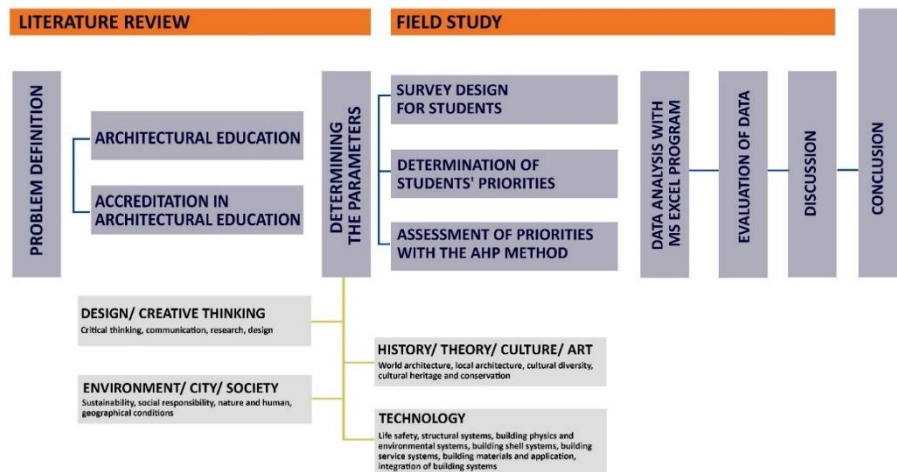 LITERATURE REVIEW
FIELD STUDY
PROBLEM DEFINITION
ARCHITECTURAL EDUCATION
ACCREDITATION IN
ARCHITECTURAL EDUCATION
DETERMINING
THE PARAMETERS
SURVEY DESIGN
FOR STUDENTS
DETERMINATION OF
STUDENTS' PRIORITIES
ASSESSMENT OF PRIORITIES
WITH THE AHP METHOD
DATA ANALYSIS WITH
MS EXCEL PROGRAM
EVALUATION OF DATA
DISCUSSION
CONCLUSION
DESIGN/ CREATIVE THINKING
Critical thinking, communication, research, design
ENVIRONMENT/ CITY/ SOCIETY
Sustainability, social responsibility, nature and human,
geographical conditions
HISTORY/ THEORY/ CULTURE/ ART
World architecture, local architecture, cultural diversity,
cultural heritage and conservation
TECHNOLOGY
Life safety, structural systems, building physics and
environmental systems, building shell systems, building
service systems, building materials and application,
integration of building systems